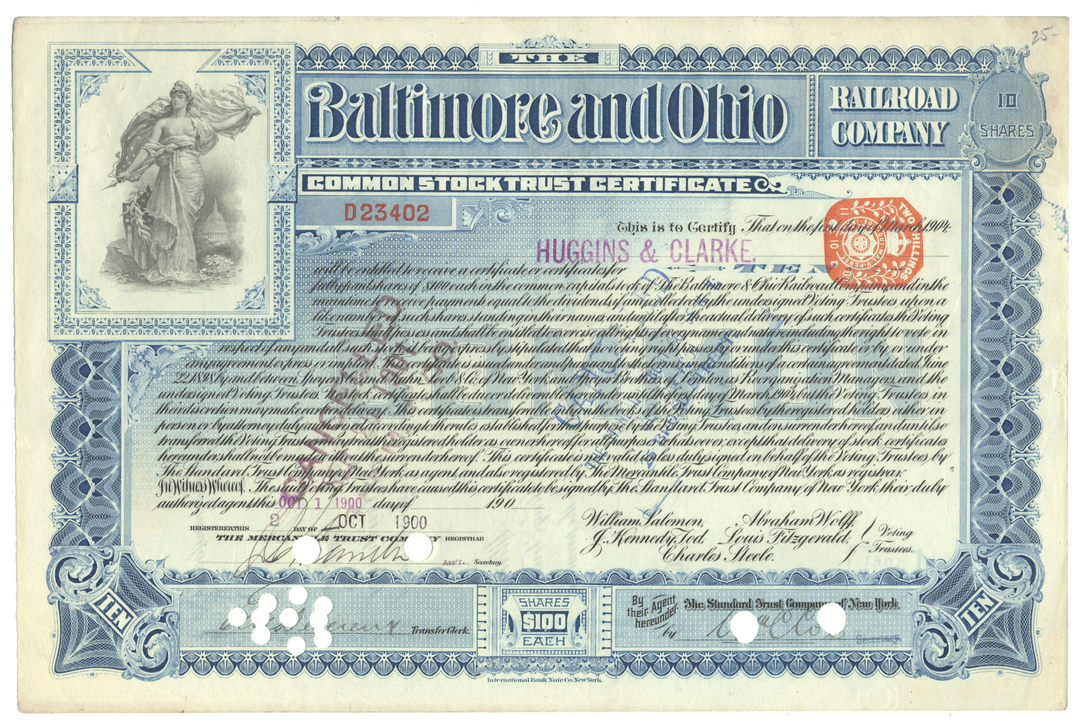 25-
THE
Baltimore and Ohio
RAILROAD COMPANY
10 SHARES
COMMON STOCK TRUST CERTIFICATE
D23402
This is to Certify That on the first day of March, 1904
HUGGINS & CLARKE,
TWO SHILLINGS
will be entitled to receive a certificate or certificates for TEN
fully paid shares of $100 each in the common capital stock of The Baltimore & Ohio Railroad Company, and in the
meantime to receive payments equal to the dividends, if any, collected by the undersigned Voting Trustees upon a
like number of such shares standing in their names, and until after the actual delivery of such certificates the Voting
Trustees shall possess and shall be entitled to exercise all rights of every name and nature including the right to vote in
respect of any and all such stock, it being expressly stipulated that no voting right passes by or under this certificate or by or under
any agreement express or implied. This certificate is issued under and pursuant to the terms of a certain agreement dated June
22, 1898, by and between Speyer & Co. and Kuhn, Loeb & Co. of New York and Speyer Brothers of London, as Reorganization Managers, and the
undersigned Voting Trustees. No stock certificate shall be due or deliverable hereunder before the first day of March, 1904, but the Voting Trustees, in
their discretion may make earlier delivery. This certificate is transferable only on the books of the Voting Trustees by the registered holders either in
person or by attorney duly authorized according to the rules established for that purpose by the Voting Trustees, and on surrender hereof and until so
transferred the Voting Trustees may treat the registered holder as owner hereof for all purposes whatsoever, except that delivery of stock certificates
hereunder shall not be made without the surrender hereof. This certificate is not valid unless duly signed on behalf of the Voting Trustees by
The Standard Trust Company of New York as agent, and also registered by The Mercantile Trust Company of New York as registrar.
In Witness Whereof, The said Voting Trustees have caused this certificate to be signed by The Standard Trust Company of New York their duly
authorized agent, this OCT 1 1900 day of 190
CANCELLED
REGISTERED THIS 2 DAY OF OCT 1900
THE MERCANTILE TRUST COMPANY REGISTRAR
Ass't. Secretary
William Salomon, Abraham Wolff,
J. Kennedy Tod, Louis Fitzgerald,
Charles Steele.
Voting Trustees.
TEN
Transfer Clerk.
SHARES
$100
EACH
By their Agent hereunder The Standard Trust Company of New York
by
Secretary
TEN
International Bank Note Co. New York.